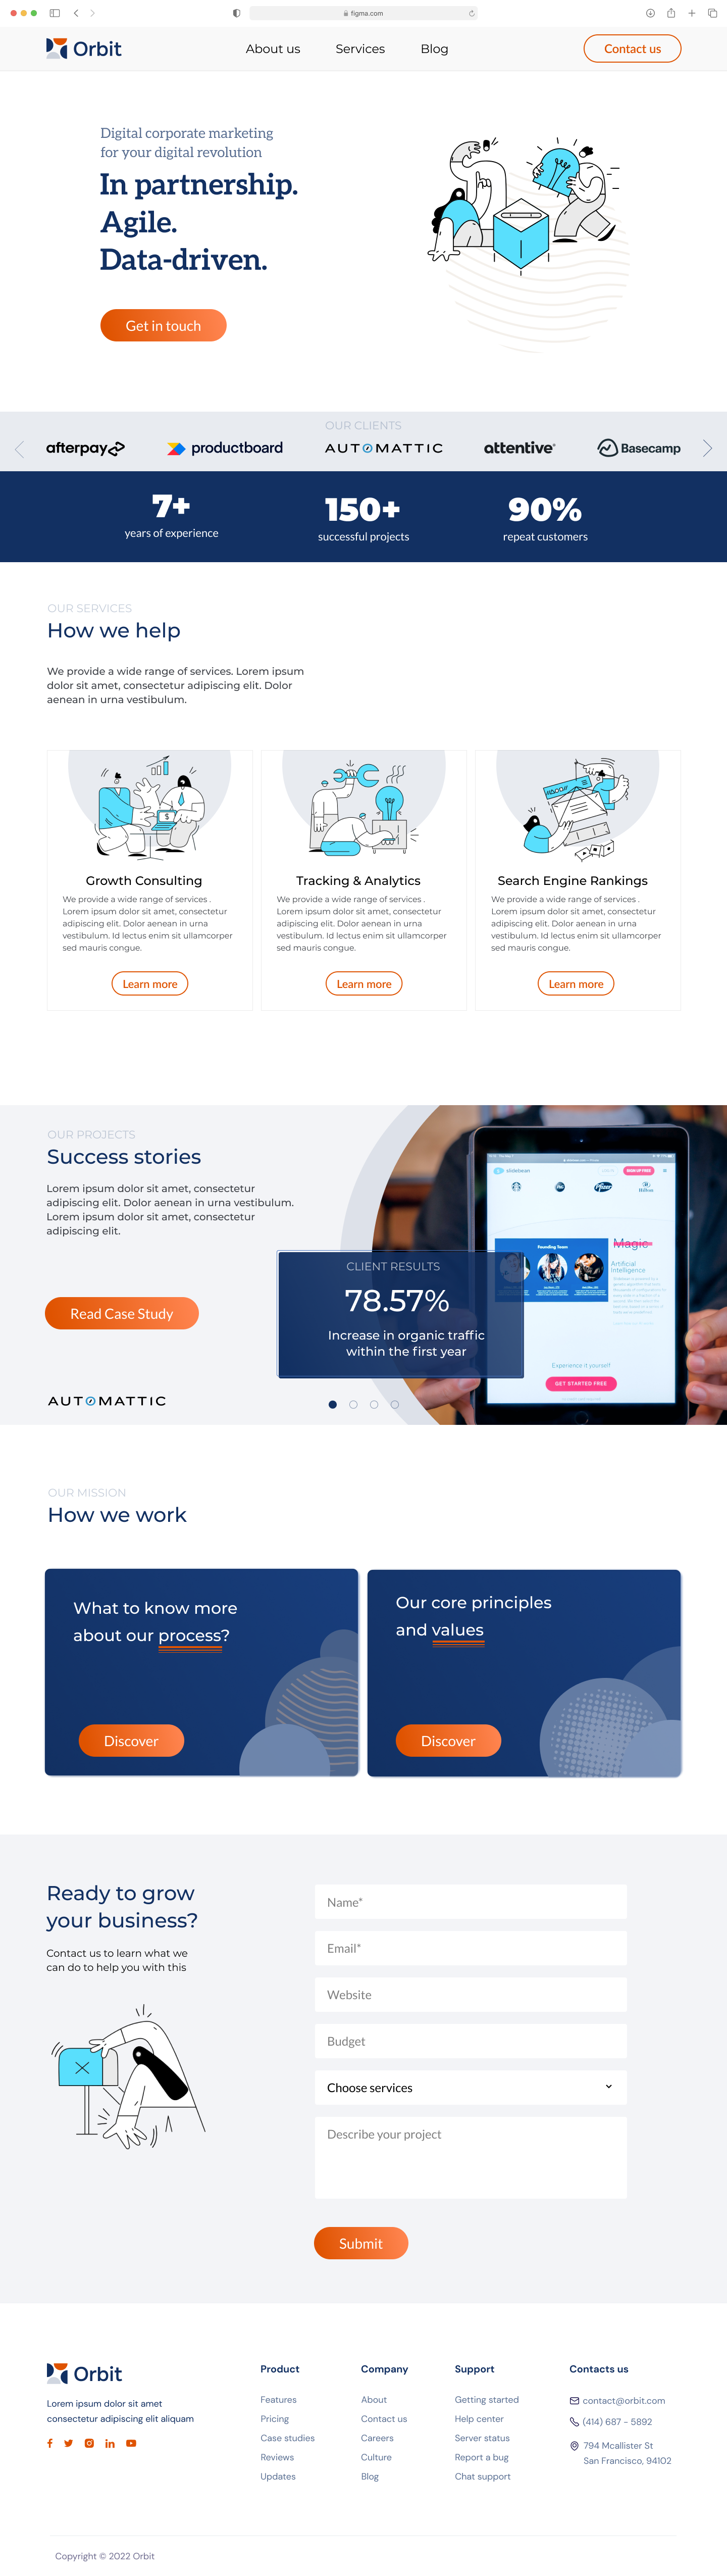 figma.com
Orbit
About us
Services
Blog
Contact us
Digital corporate marketing
for your digital revolution
In partnership.
Agile.
Data-driven.
Get in touch
OUR CLIENTS
afterpay
productboard
AUTOMATTIC
attentive
Basecamp
7+
years of experience
150+
successful projects
90%
repeat customers
OUR SERVICES
How we help
We provide a wide range of services. Lorem ipsum
dolor sit amet, consectetur adipiscing elit. Dolor
aenean in urna vestibulum.
$
Growth Consulting
We provide a wide range of services .
Lorem ipsum dolor sit amet, consectetur
adipiscing elit. Dolor aenean in urna
vestibulum. Id lectus enim sit ullamcorper
sed mauris congue.
Learn more
Tracking & Analytics
We provide a wide range of services .
Lorem ipsum dolor sit amet, consectetur
adipiscing elit. Dolor aenean in urna
vestibulum. Id lectus enim sit ullamcorper
sed mauris congue.
Learn more
Search Engine Rankings
We provide a wide range of services .
Lorem ipsum dolor sit amet, consectetur
adipiscing elit. Dolor aenean in urna
vestibulum. Id lectus enim sit ullamcorper
sed mauris congue.
Learn more
OUR PROJECTS
Success stories
Lorem ipsum dolor sit amet, consectetur
adipiscing elit. Dolor aenean in urna vestibulum.
Lorem ipsum dolor sit amet, consectetur
adipiscing elit.
Read Case Study
AUTOMATTIC
slidebean
SIGN UP FREE
Pfizer
Hilton
Founding Team
Magic
Artificial
Intelligence
Experience it yourself
GET STARTED FREE
CLIENT RESULTS
78.57%
Increase in organic traffic
within the first year
OUR MISSION
How we work
What to know more
about our process?
Discover
Our core principles
and values
Discover
Ready to grow
your business?
Contact us to learn what we
can do to help you with this
Name*
Email*
Website
Budget
Choose services
Describe your project
Submit
Orbit
Lorem ipsum dolor sit amet
consectetur adipiscing elit aliquam
Product
Features
Pricing
Case studies
Reviews
Updates
Company
About
Contact us
Careers
Culture
Blog
Support
Getting started
Help center
Server status
Report a bug
Chat support
Contacts us
contact@orbit.com
(414) 687 - 5892
794 Mcallister St
San Francisco, 94102
Copyright © 2022 Orbit